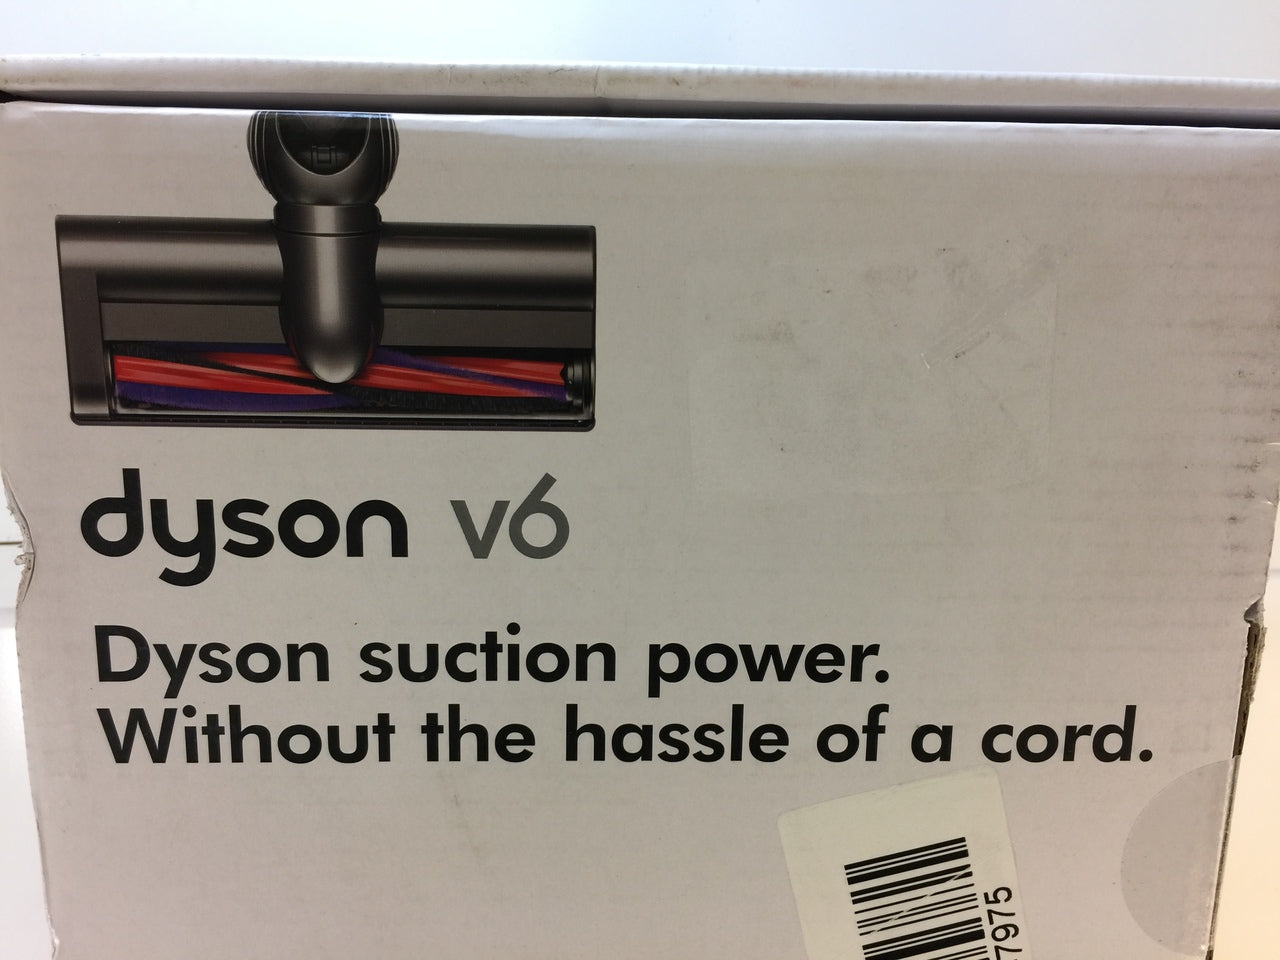 dyson v6
Dyson suction power.
Without the hassle of a cord.
7975